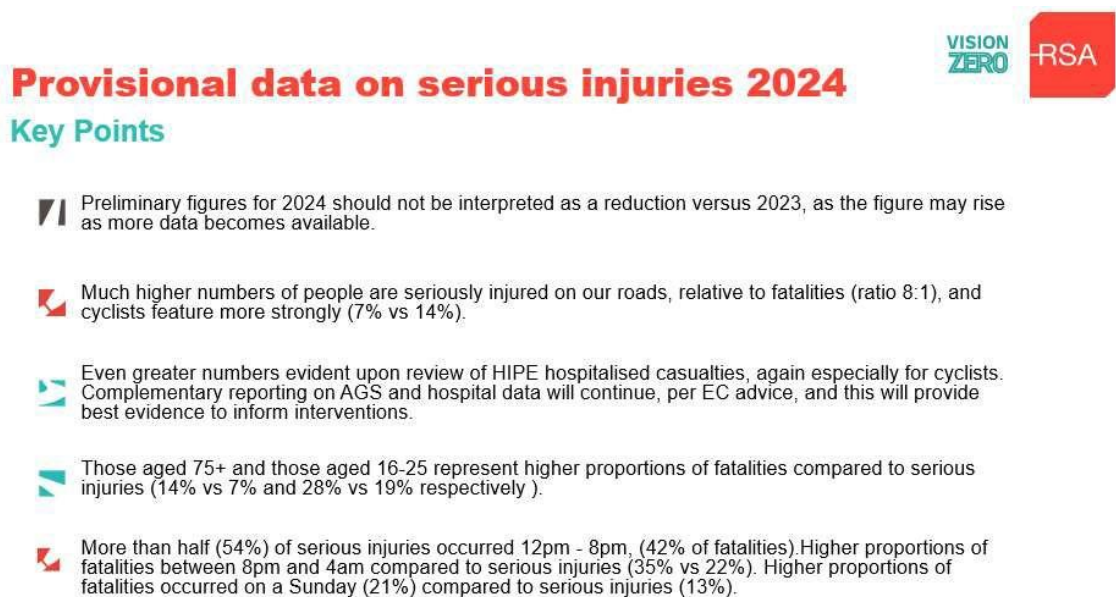 VISION
ZERO
RSA
Provisional data on serious injuries 2024
Key Points
Preliminary figures for 2024 should not be interpreted as a reduction versus 2023, as the figure may rise
as more data becomes available.
Much higher numbers of people are seriously injured on our roads, relative to fatalities (ratio 8:1), and
cyclists feature more strongly (7% vs 14%).
Even greater numbers evident upon review of HIPE hospitalised casualties, again especially for cyclists.
Complementary reporting on AGS and hospital data will continue, per EC advice, and this will provide
best evidence to inform interventions.
Those aged 75+ and those aged 16-25 represent higher proportions of fatalities compared to serious
injuries (14% vs 7% and 28% vs 19% respectively ).
More than half (54%) of serious injuries occurred 12pm - 8pm, (42% of fatalities).Higher proportions of
fatalities between 8pm and 4am compared to serious injuries (35% vs 22%). Higher proportions of
fatalities occurred on a Sunday (21%) compared to serious injuries (13%).